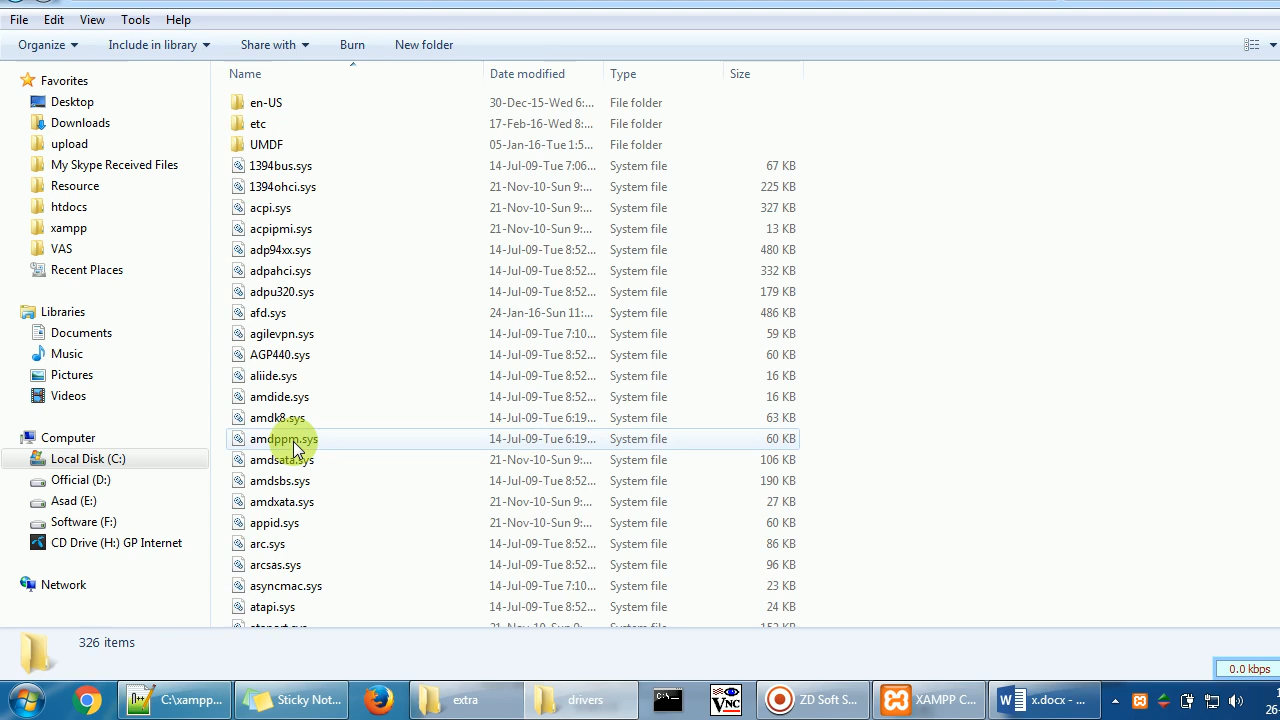 File Edit View Tools Help
Organize Include in library Share with Burn New folder
Name Date modified Type Size
en-US 30-Dec-15-Wed 6:... File folder
etc 17-Feb-16-Wed 8:... File folder
UMDF 05-Jan-16-Tue 1:5... File folder
1394bus.sys 14-Jul-09-Tue 7:06... System file 67 KB
1394ohci.sys 21-Nov-10-Sun 9:... System file 225 KB
acpi.sys 21-Nov-10-Sun 9:... System file 327 KB
acpipmi.sys 21-Nov-10-Sun 9:... System file 13 KB
adp94xx.sys 14-Jul-09-Tue 8:52... System file 480 KB
adpahci.sys 14-Jul-09-Tue 8:52... System file 332 KB
adpu320.sys 14-Jul-09-Tue 8:52... System file 179 KB
afd.sys 24-Jan-16-Sun 11:... System file 486 KB
agilevpn.sys 14-Jul-09-Tue 7:10... System file 59 KB
AGP440.sys 14-Jul-09-Tue 8:52... System file 60 KB
aliide.sys 14-Jul-09-Tue 8:52... System file 16 KB
amdide.sys 14-Jul-09-Tue 8:52... System file 16 KB
amdk8.sys 14-Jul-09-Tue 6:19... System file 63 KB
amdppm.sys 14-Jul-09-Tue 6:19... System file 60 KB
amdsata.sys 21-Nov-10-Sun 9:... System file 106 KB
amdsbs.sys 14-Jul-09-Tue 8:52... System file 190 KB
amdxata.sys 21-Nov-10-Sun 9:... System file 27 KB
appid.sys 21-Nov-10-Sun 9:... System file 60 KB
arc.sys 14-Jul-09-Tue 8:52... System file 86 KB
arcsas.sys 14-Jul-09-Tue 8:52... System file 96 KB
asyncmac.sys 14-Jul-09-Tue 7:10... System file 23 KB
atapi.sys 14-Jul-09-Tue 8:52... System file 24 KB
Favorites
Desktop
Downloads
upload
My Skype Received Files
Resource
htdocs
xampp
VAS
Recent Places
Libraries
Documents
Music
Pictures
Videos
Computer
Local Disk (C:)
Official (D:)
Asad (E:)
Software (F:)
CD Drive (H:) GP Internet
Network
326 items
0.0 kbps
C:\xampp... Sticky Not... extra drivers C:\ VNC ZD Soft S... XAMPP C... x.docx - ...